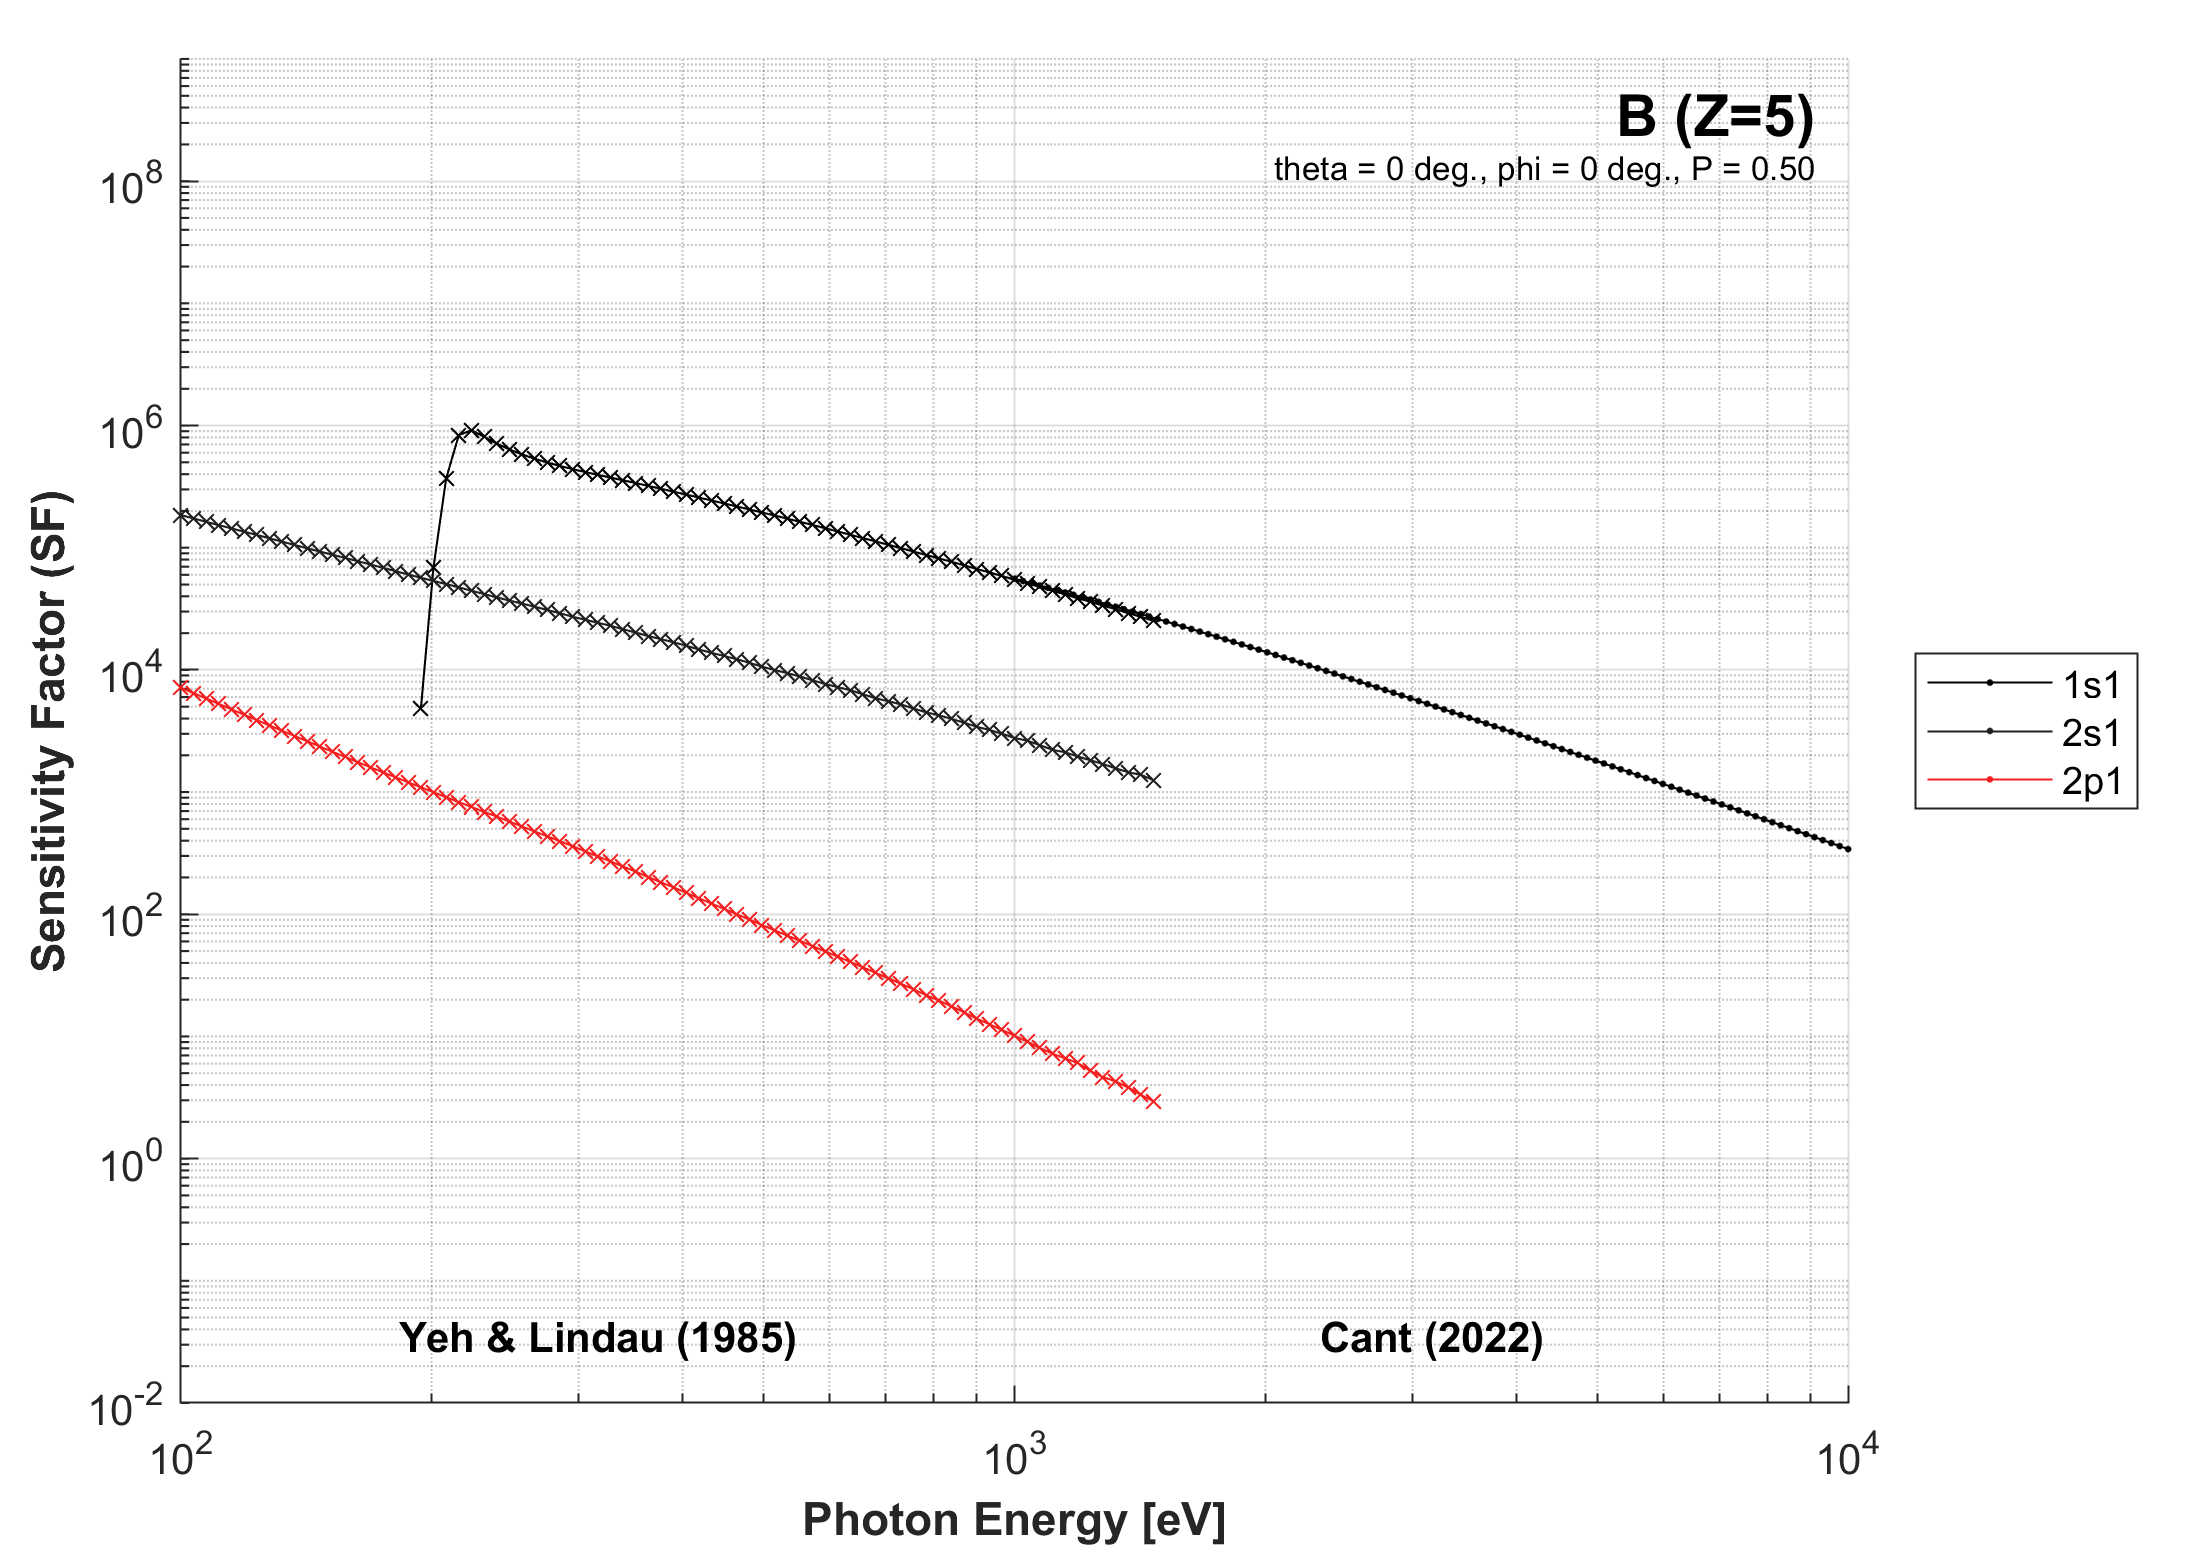 B (Z=5)
theta = 0 deg., phi = 0 deg., P = 0.50
10^8
10^6
10^4
10^2
10^0
10^-2
Sensitivity Factor (SF)
1s1
2s1
2p1
Yeh & Lindau (1985)
Cant (2022)
10^2
10^3
10^4
Photon Energy [eV]